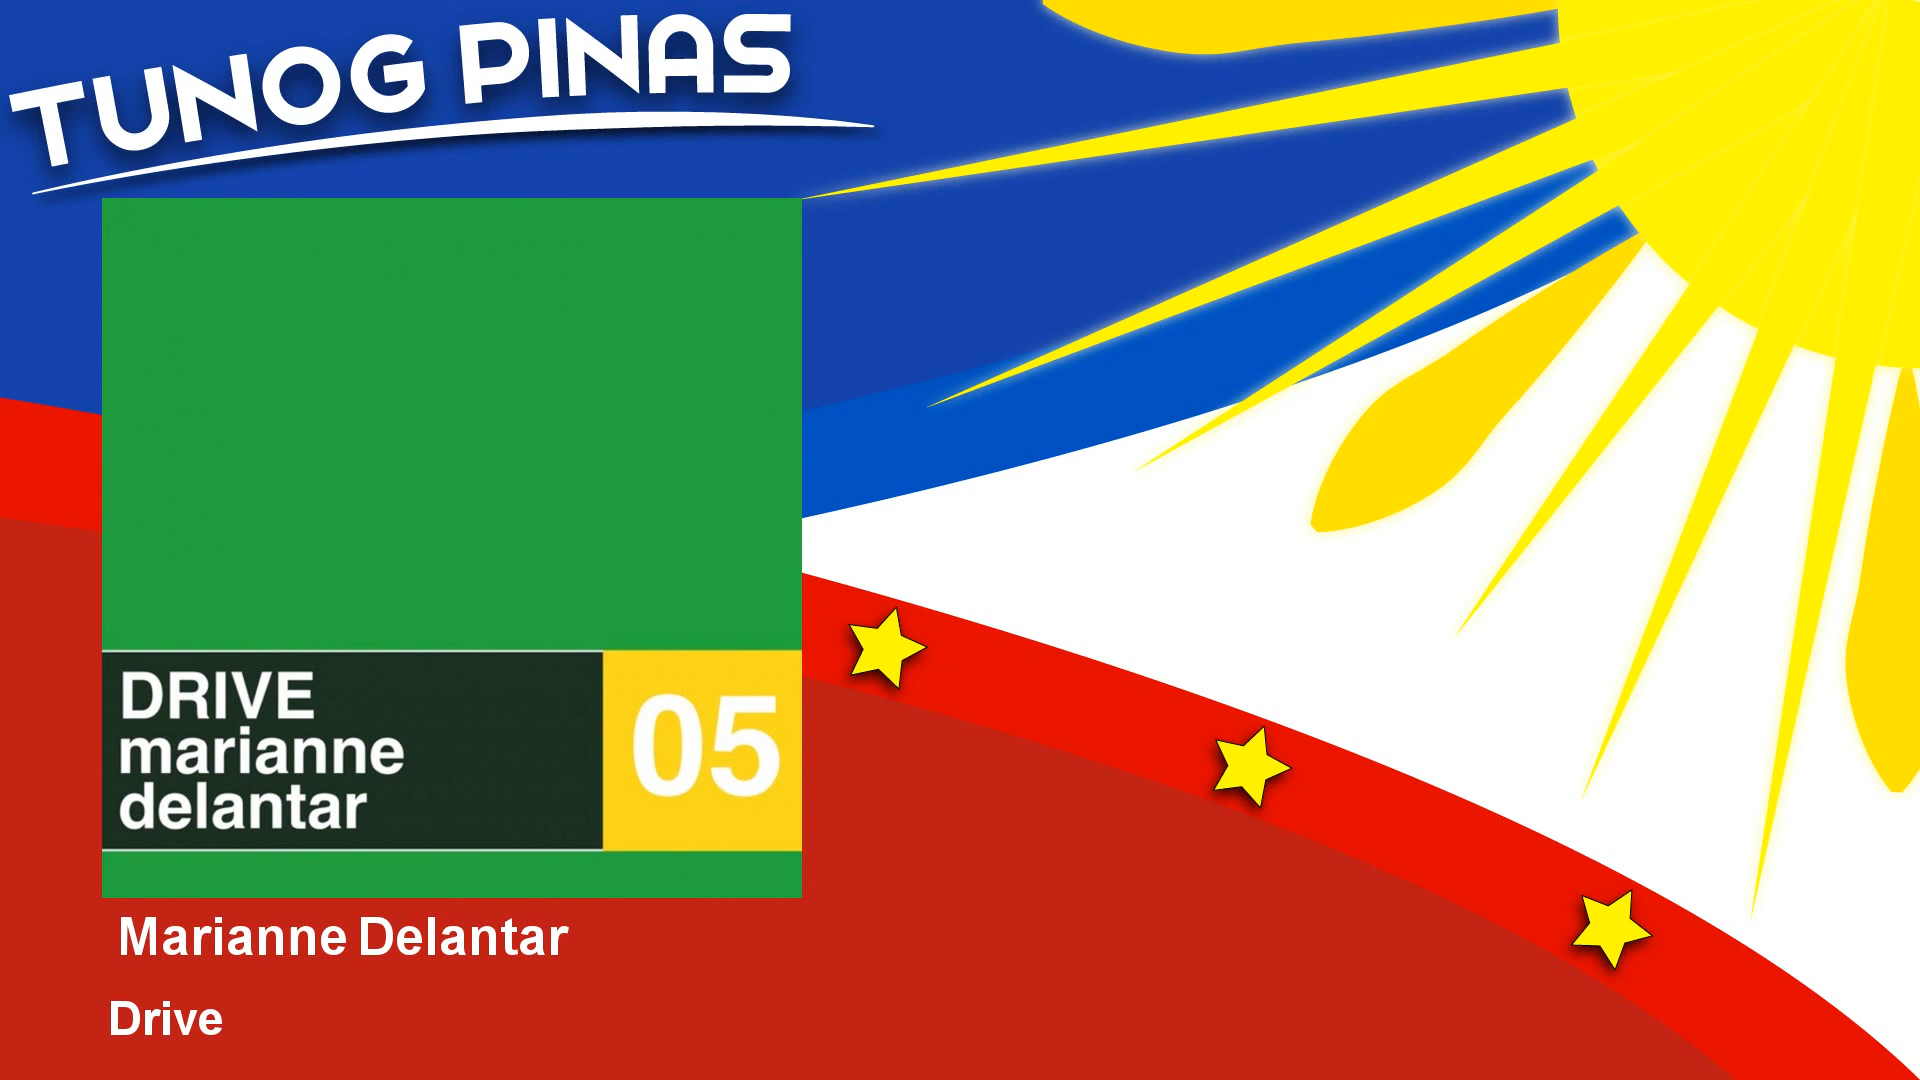 TUNOG PINAS
DRIVE
marianne
delantar
05
Marianne Delantar
Drive